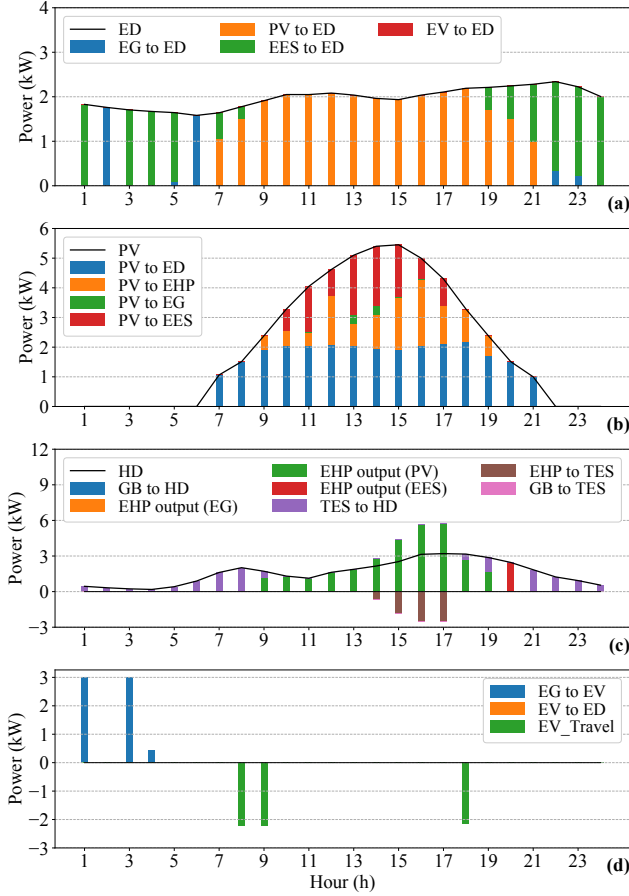 ED
PV to ED
EV to ED
EG to ED
EES to ED
Power (kW)
4
3
2
1
0
1 3 5 7 9 11 13 15 17 19 21 23
(a)
PV
PV to ED
PV to EHP
PV to EG
PV to EES
Power (kW)
6
5
4
3
2
1
0
1 3 5 7 9 11 13 15 17 19 21 23
(b)
HD
EHP output (PV)
EHP to TES
GB to HD
EHP output (EES)
GB to TES
EHP output (EG)
TES to HD
Power (kW)
12
9
6
3
0
−3
1 3 5 7 9 11 13 15 17 19 21 23
(c)
EG to EV
EV to ED
EV_Travel
Power (kW)
3
2
1
0
−1
−2
−3
1 3 5 7 9 11 13 15 17 19 21 23
(d)
Hour (h)